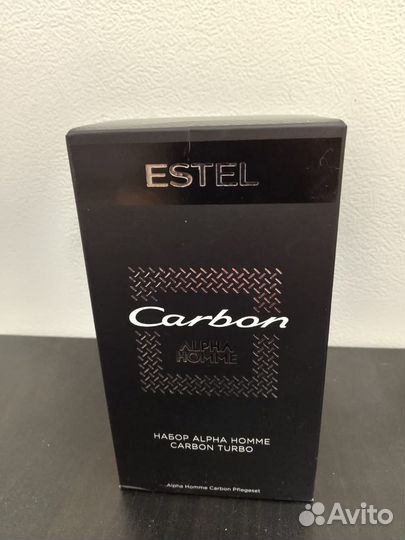 ESTEL
Carbon
ALPHA
HOMME
НАБОР ALPHA HOMME
CARBON TURBO
Alpha Homme Carbon Pflegeset
Avito